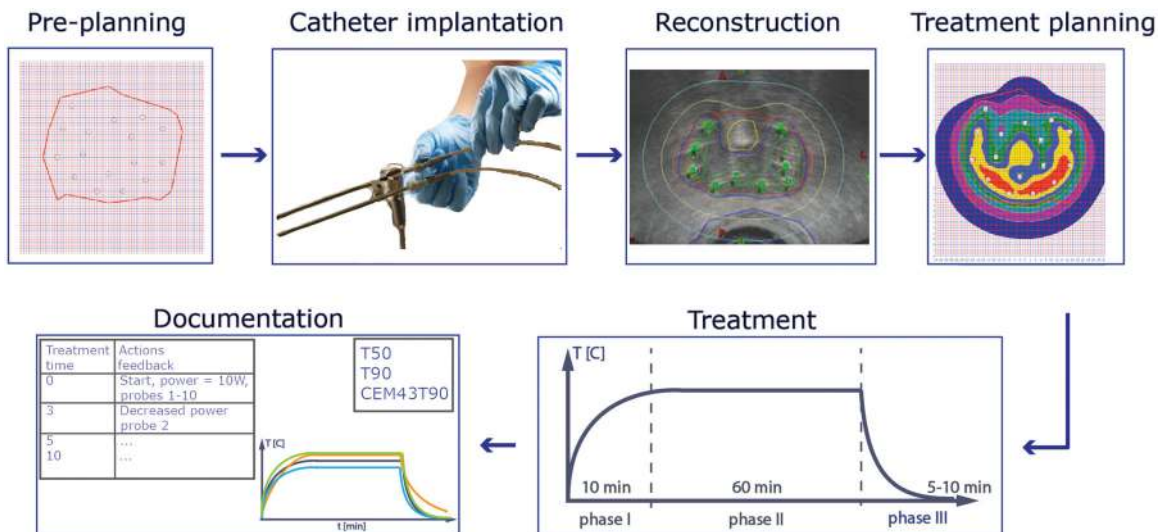 Pre-planning
Catheter implantation
Reconstruction
Treatment planning
Documentation
Treatment time
Actions feedback
0
Start, power = 10W, probes 1-10
3
Decreased power probe 2
5
...
10
...
T50
T90
CEM43T90
T [C]
t [min]
Treatment
T [C]
10 min
60 min
5-10 min
phase I
phase II
phase III